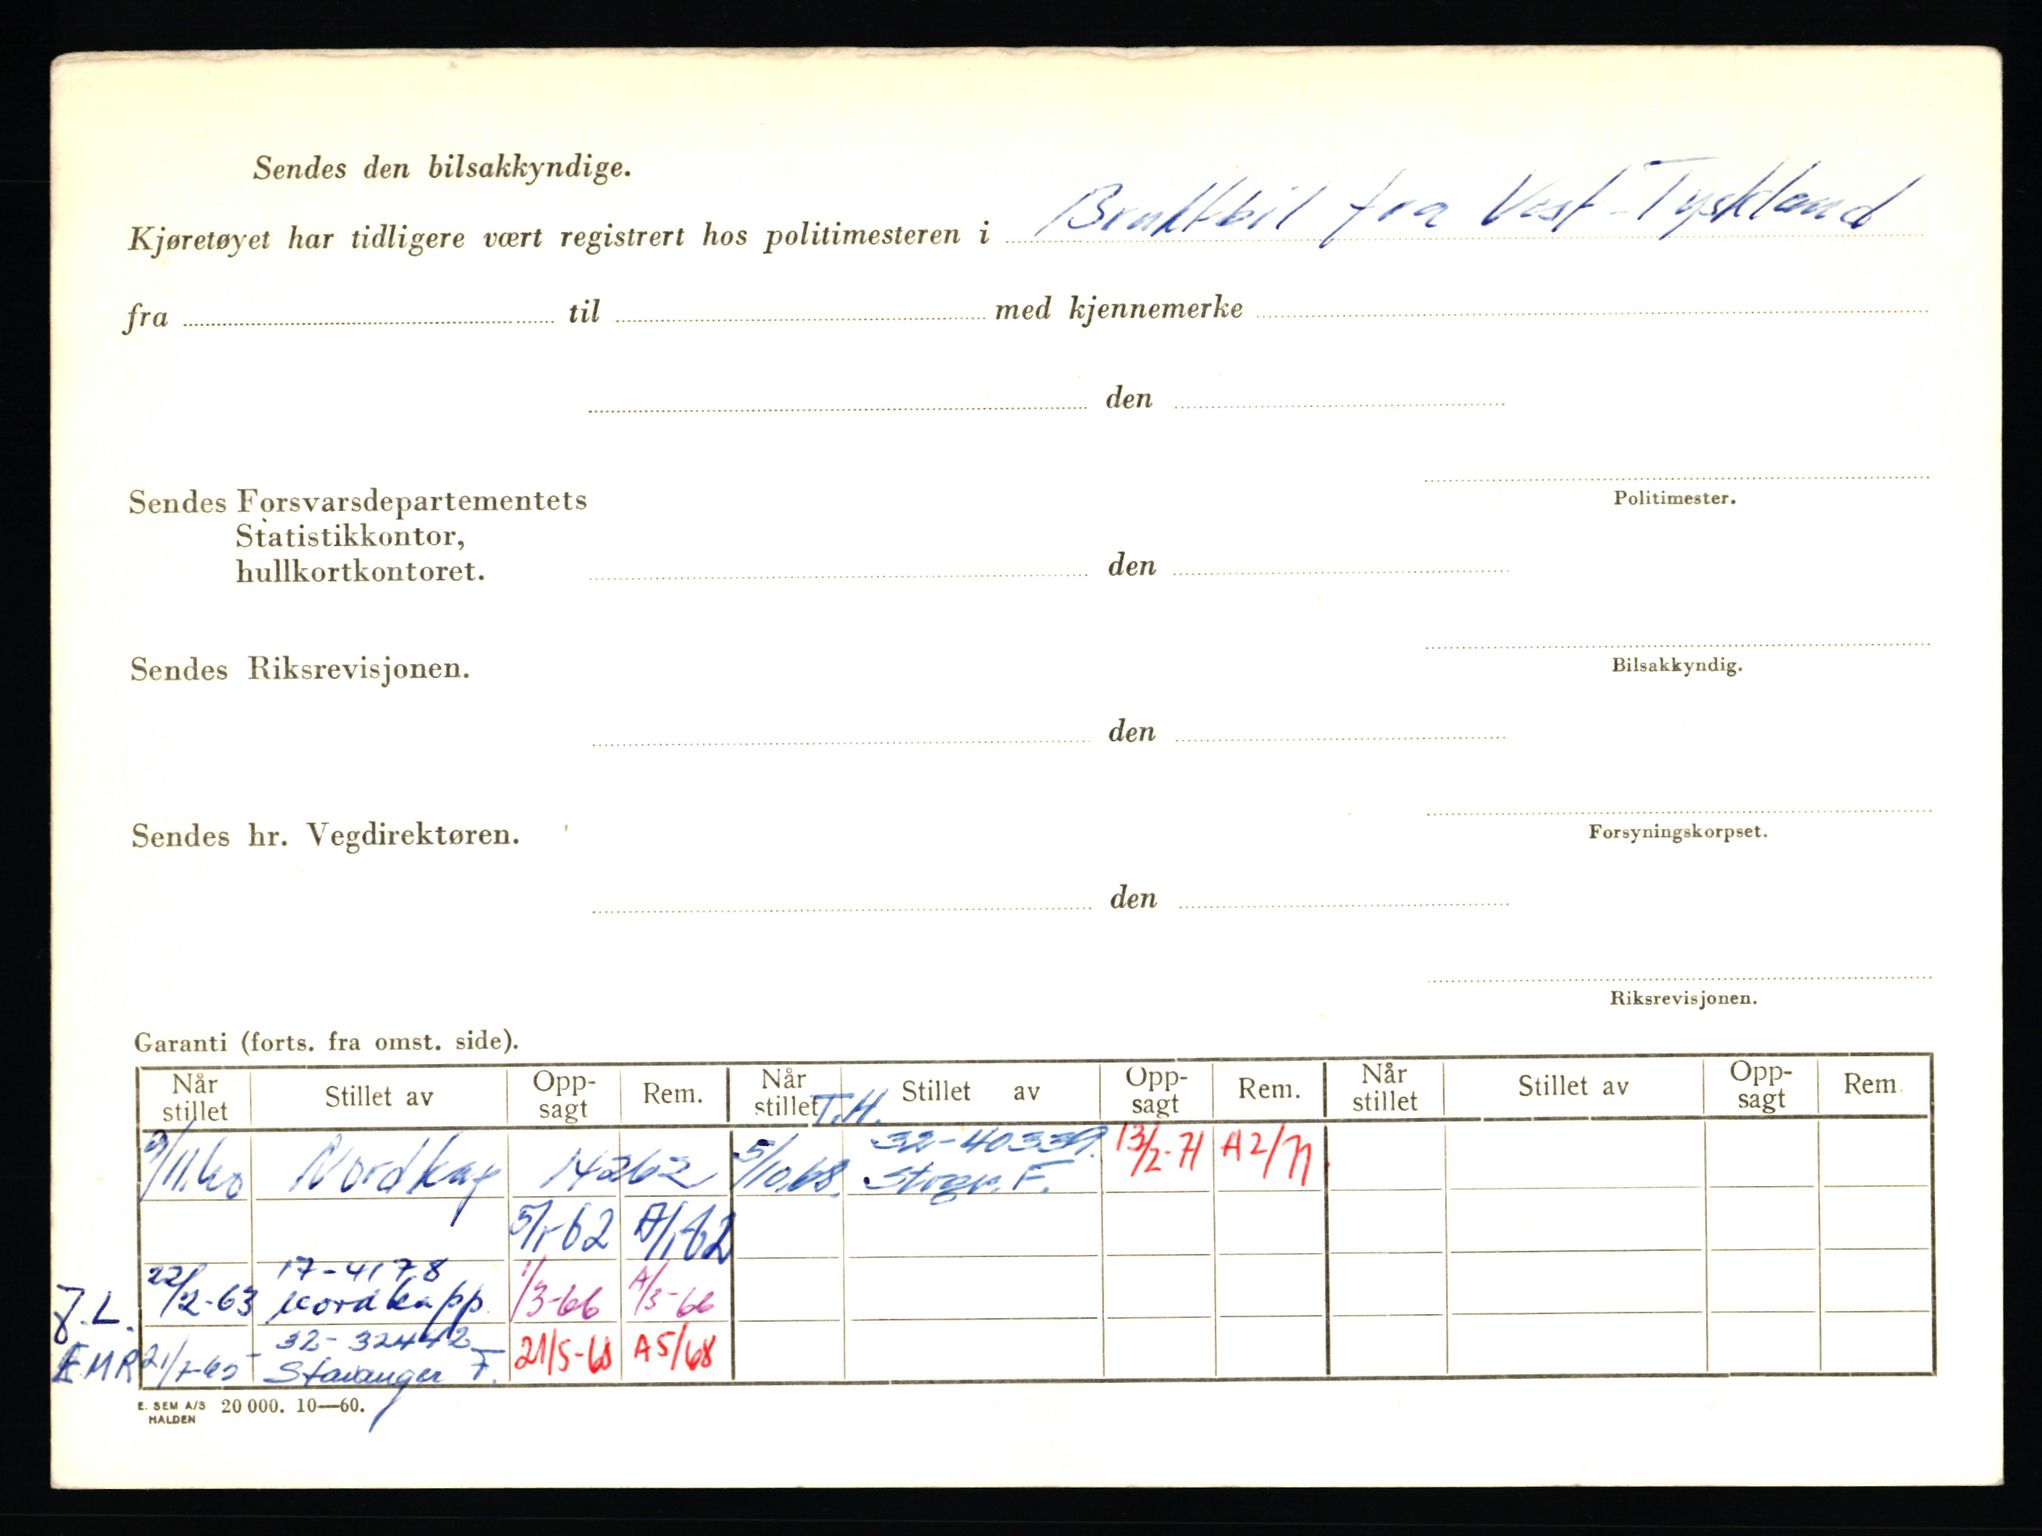 Sendes den bilsakkyndige.
Kjøretøyet har tidligere vært registrert hos politimesteren i Bruktbil fra Vest-Tyskland
fra til med kjennemerke
den
Politimester.
Sendes Forsvarsdepartementets
Statistikkontor,
hullkortkontoret.
den
Bilsakkyndig.
Sendes Riksrevisjonen.
den
Forsyningskorpset.
Sendes hr. Vegdirektøren.
den
Riksrevisjonen.
Garanti (forts. fra omst. side).
Når stillet Stillet av Opp-sagt Rem. Når stillet Stillet av Opp-sagt Rem. Når stillet Stillet av Opp-sagt Rem.
T.H.
9/11.60 Nordkap 14262 5/10.68. 32-40339. Stvgr. F. 13/2-71 A2/71
5/1-62 A/1-62
J.L. 22/2-63 17-4178 Nordkapp. 1/3-66 A/3-66
EMR 32-32442 Stavanger F. 21/5-68 A5/68
E. SEM A/S HALDEN 20 000. 10—60.